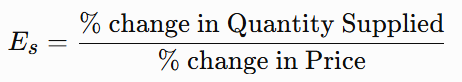 E_s = % change in Quantity Supplied / % change in Price